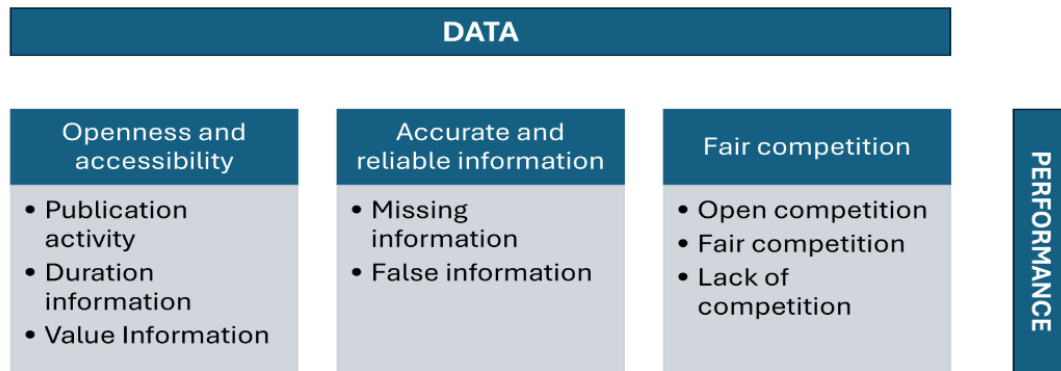 DATA
Openness and
accessibility
• Publication
activity
• Duration
information
• Value Information
Accurate and
reliable information
• Missing
information
• False information
Fair competition
• Open competition
• Fair competition
• Lack of
competition
PERFORMANCE